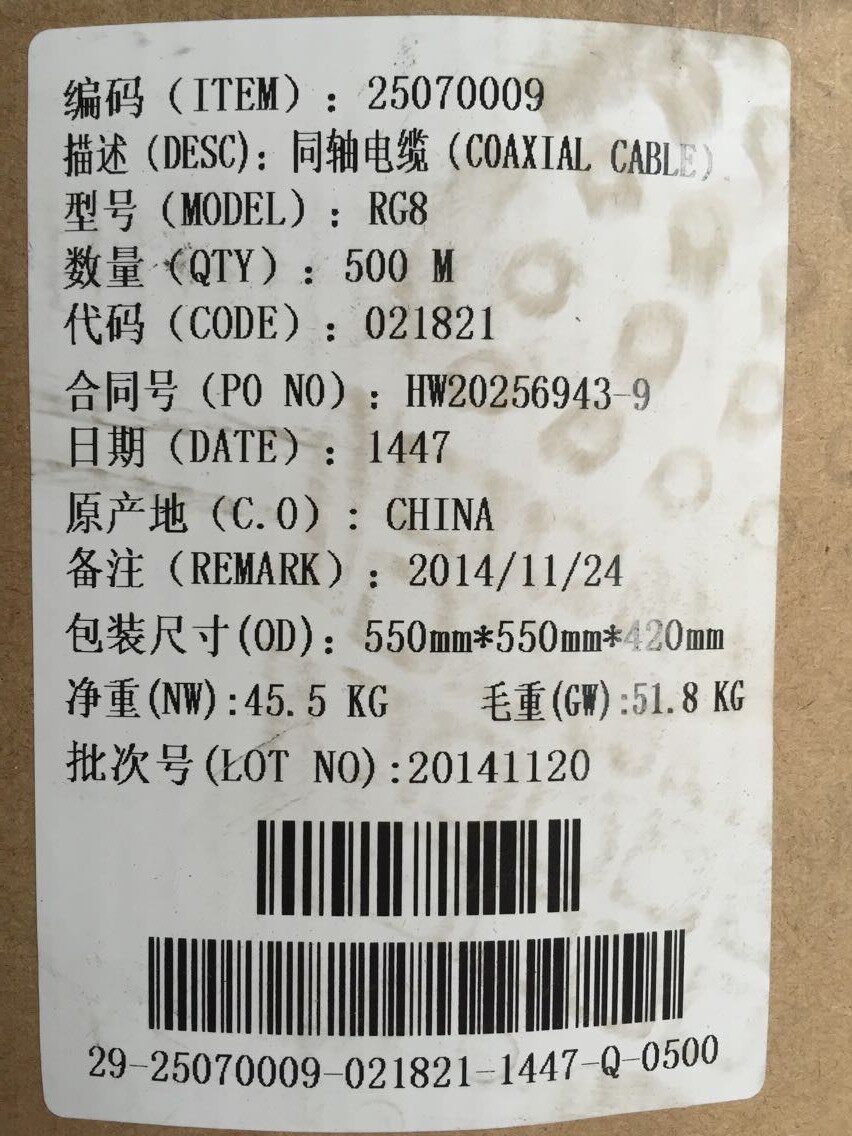 编码（ITEM）：25070009
描述(DESC)：同轴电缆(COAXIAL CABLE)
型号（MODEL）：RG8
数量（QTY）：500 M
代码（CODE）：021821
合同号（PO NO）：HW20256943-9
日期（DATE）：1447
原产地（C.O）：CHINA
备注（REMARK）：2014/11/24
包装尺寸(OD)：550mm*550mm*420mm
净重(NW):45.5 KG 毛重(GW):51.8 KG
批次号(LOT NO):20141120
29-25070009-021821-1447-Q-0500